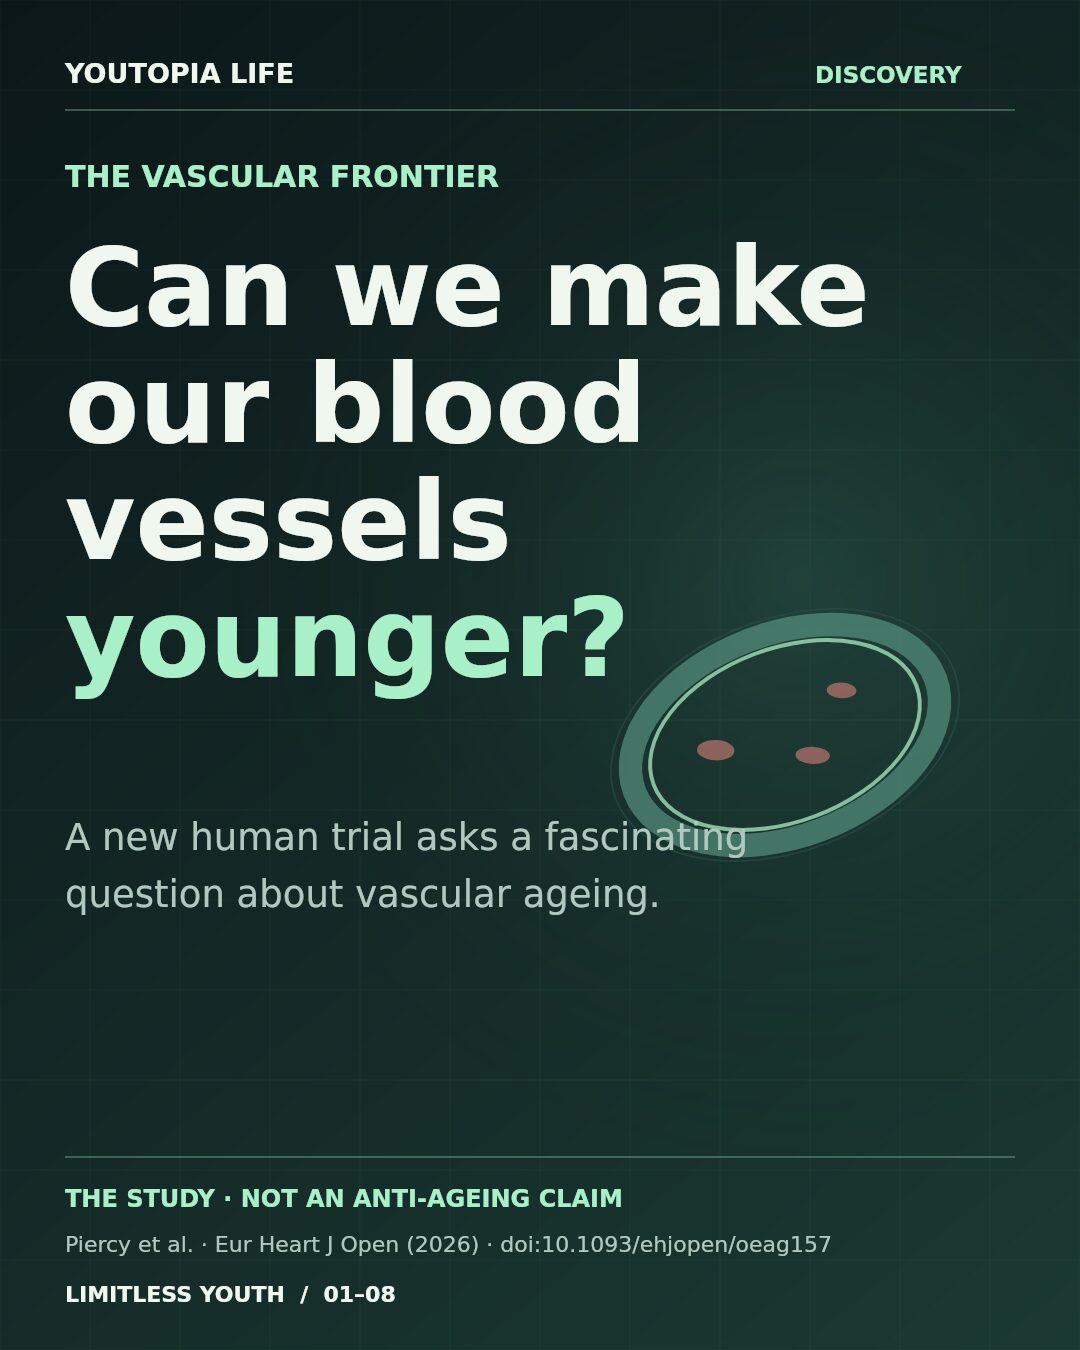 YOUTOPIA LIFE
DISCOVERY
THE VASCULAR FRONTIER
Can we make
our blood
vessels
younger?
A new human trial asks a fascinating
question about vascular ageing.
THE STUDY · NOT AN ANTI-AGEING CLAIM
Piercy et al. · Eur Heart J Open (2026) · doi:10.1093/ehjopen/oeag157
LIMITLESS YOUTH / 01–08